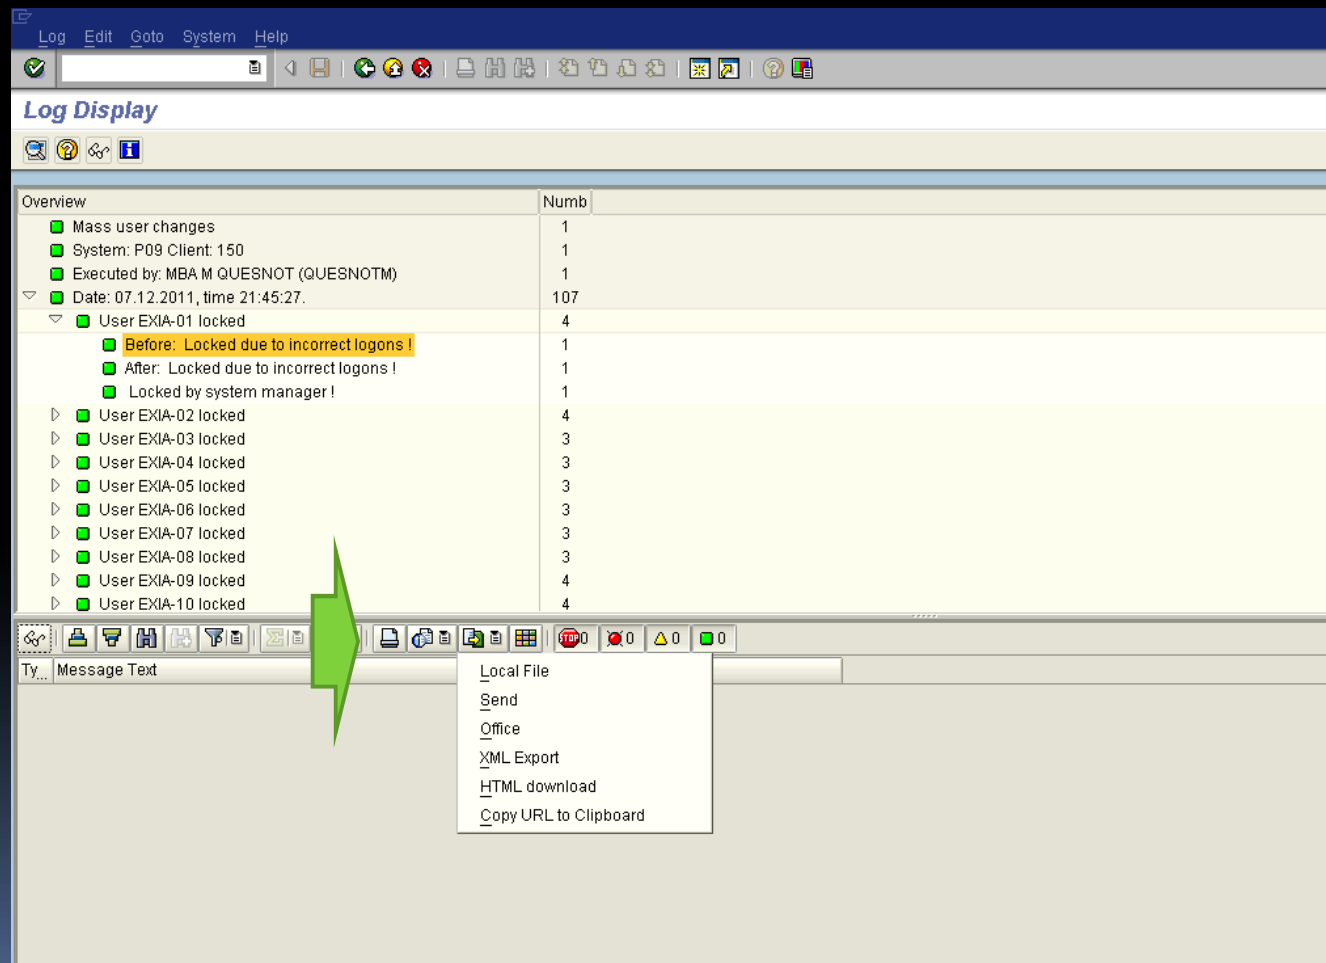 Log Edit Goto System Help
Log Display
Overview Numb
Mass user changes 1
System: P09 Client: 150 1
Executed by: MBA M QUESNOT (QUESNOTM) 1
Date: 07.12.2011, time 21:45:27. 107
User EXIA-01 locked 4
Before: Locked due to incorrect logons ! 1
After: Locked due to incorrect logons ! 1
Locked by system manager ! 1
User EXIA-02 locked 4
User EXIA-03 locked 3
User EXIA-04 locked 3
User EXIA-05 locked 3
User EXIA-06 locked 3
User EXIA-07 locked 3
User EXIA-08 locked 3
User EXIA-09 locked 4
User EXIA-10 locked 4
STOP 0 0 0 0
Ty... Message Text
Local File
Send
Office
XML Export
HTML download
Copy URL to Clipboard